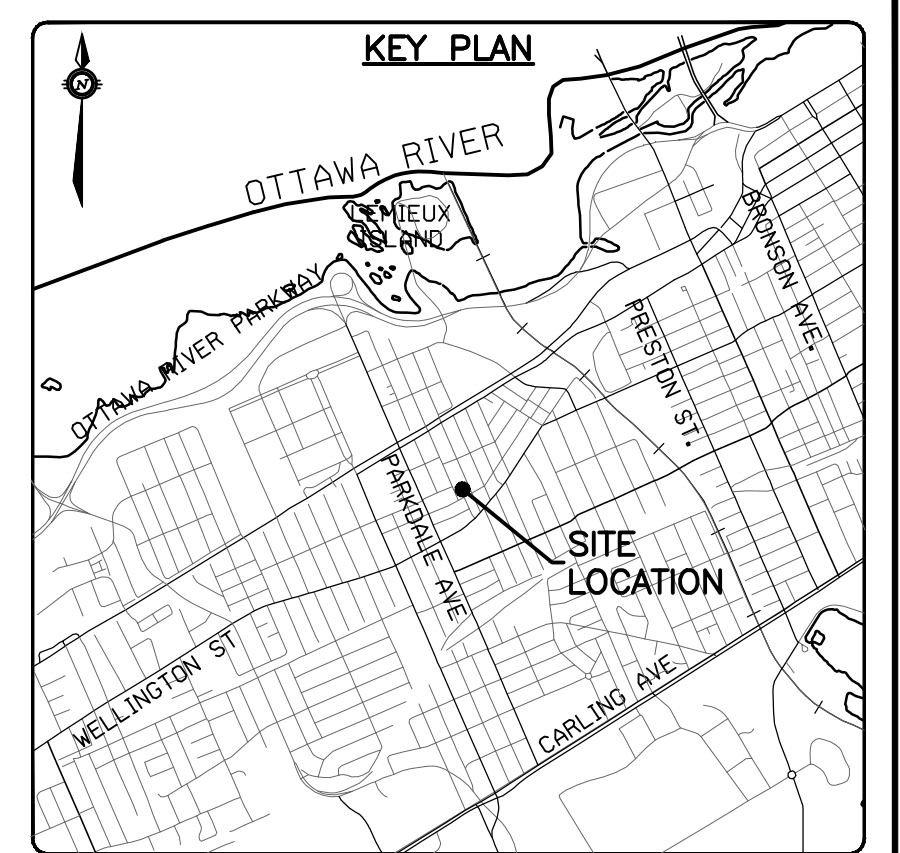 KEY PLAN
N
OTTAWA RIVER
LEMIEUX
ISLAND
BRONSON AVE.
OTTAWA RIVER PARKWAY
PRESTON ST.
PARKDALE AVE
SITE
LOCATION
WELLINGTON ST
CARLING AVE